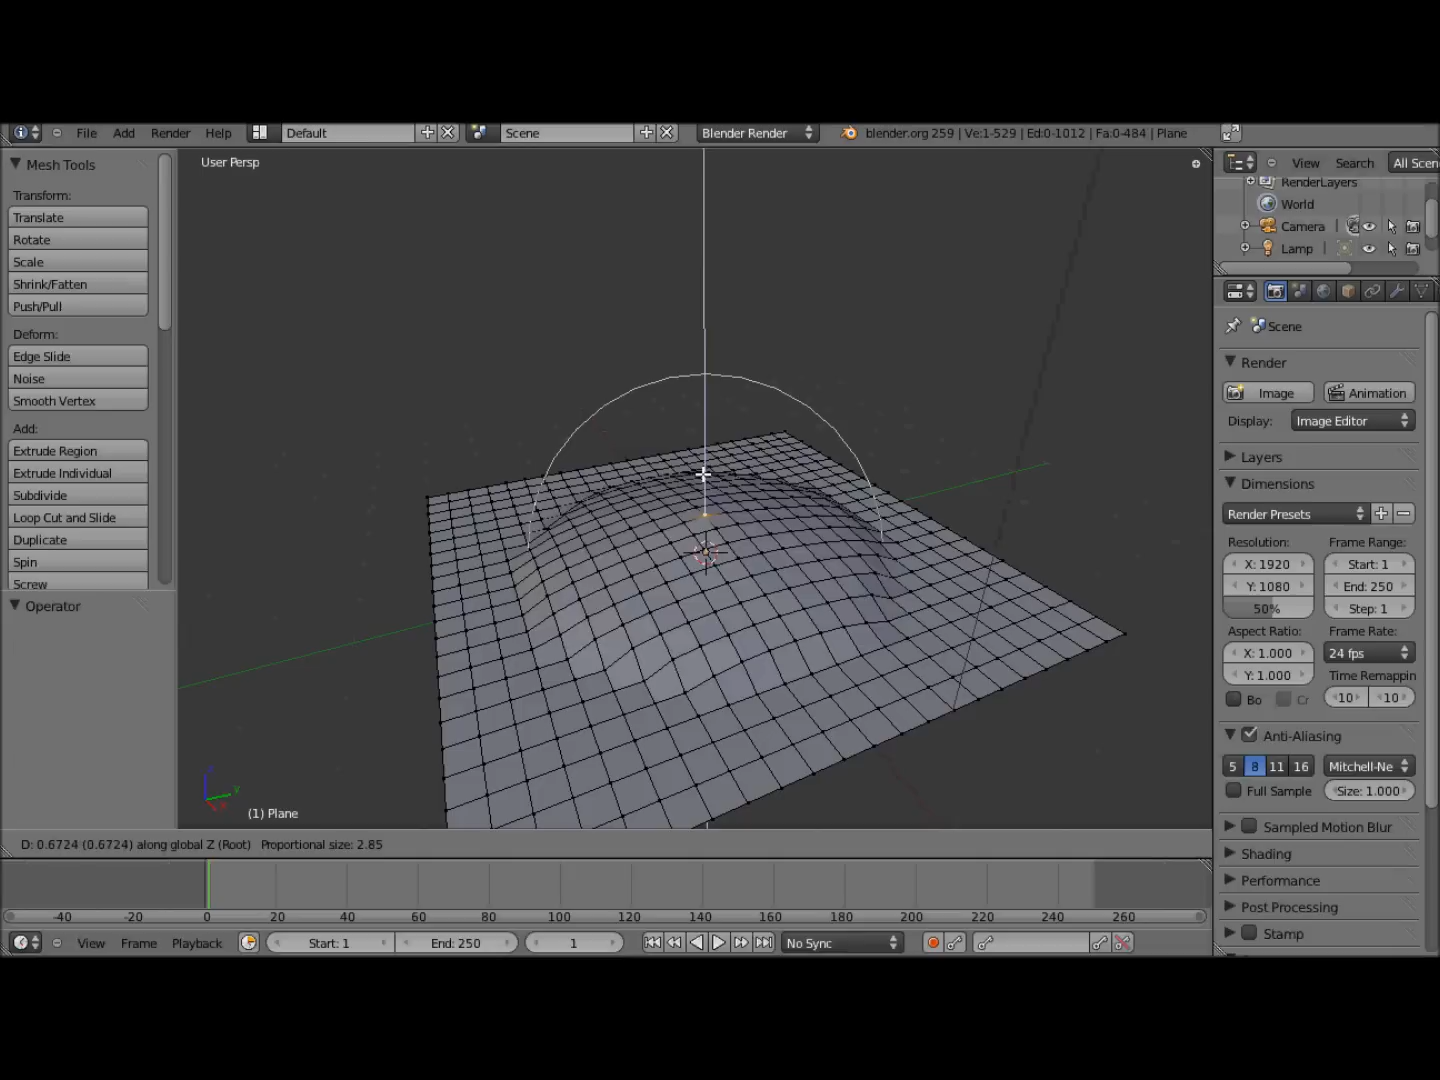 File Add Render Help Default Scene Blender Render blender.org 259 | Ve:1-529 | Ed:0-1012 | Fa:0-484 | Plane
Mesh Tools
Transform:
Translate
Rotate
Scale
Shrink/Fatten
Push/Pull
Deform:
Edge Slide
Noise
Smooth Vertex
Add:
Extrude Region
Extrude Individual
Subdivide
Loop Cut and Slide
Duplicate
Spin
Screw
Operator
User Persp
(1) Plane
D: 0.6724 (0.6724) along global Z (Root) Proportional size: 2.85
-40 -20 0 20 40 60 80 100 120 140 160 180 200 220 240 260
View Frame Playback Start: 1 End: 250 1 No Sync
View Search All Scen
RenderLayers
World
Camera
Lamp
Scene
Render
Image Animation
Display: Image Editor
Layers
Dimensions
Render Presets
Resolution: Frame Range:
X: 1920 Start: 1
Y: 1080 End: 250
50% Step: 1
Aspect Ratio: Frame Rate:
X: 1.000 24 fps
Y: 1.000 Time Remappin
Bo Cr 10 10
Anti-Aliasing
5 8 11 16 Mitchell-Ne
Full Sample Size: 1.000
Sampled Motion Blur
Shading
Performance
Post Processing
Stamp